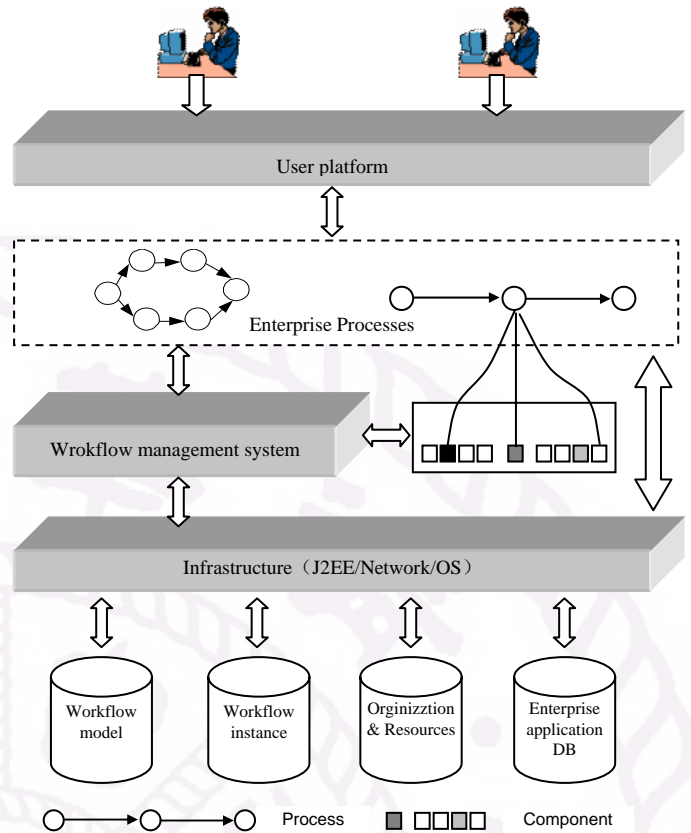 User platform
Enterprise Processes
Wrokflow management system
Infrastructure（J2EE/Network/OS）
Workflow
model
Workflow
instance
Orginizztion
& Resources
Enterprise
application
DB
Process
Component